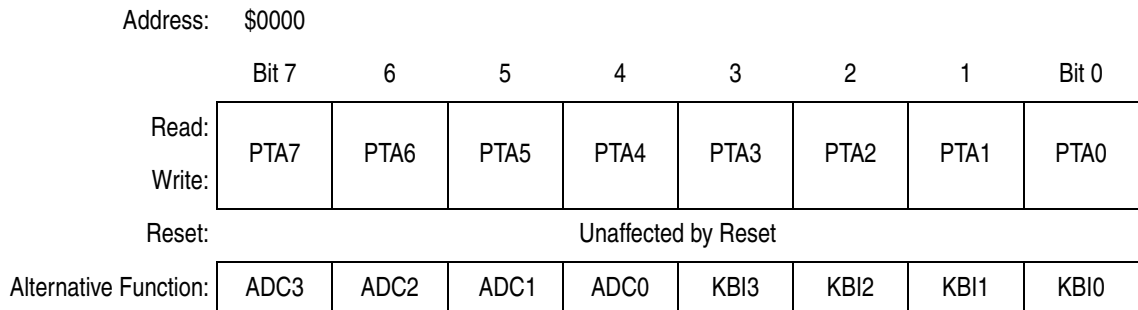 Address: $0000
Bit 7 6 5 4 3 2 1 Bit 0
Read:
PTA7 PTA6 PTA5 PTA4 PTA3 PTA2 PTA1 PTA0
Write:
Reset: Unaffected by Reset
Alternative Function: ADC3 ADC2 ADC1 ADC0 KBI3 KBI2 KBI1 KBI0